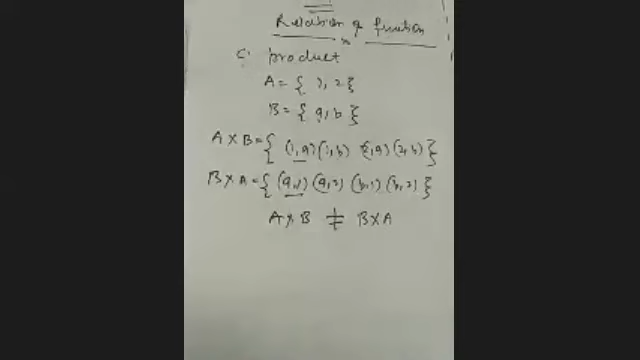 Relation of function
C: product
A = { 1, 2 }
B = { a, b }
A X B = { (1, a) (1, b) (2, a) (2, b) }
B X A = { (a, 1) (a, 2) (b, 1) (b, 2) }
A X B ≠ B X A